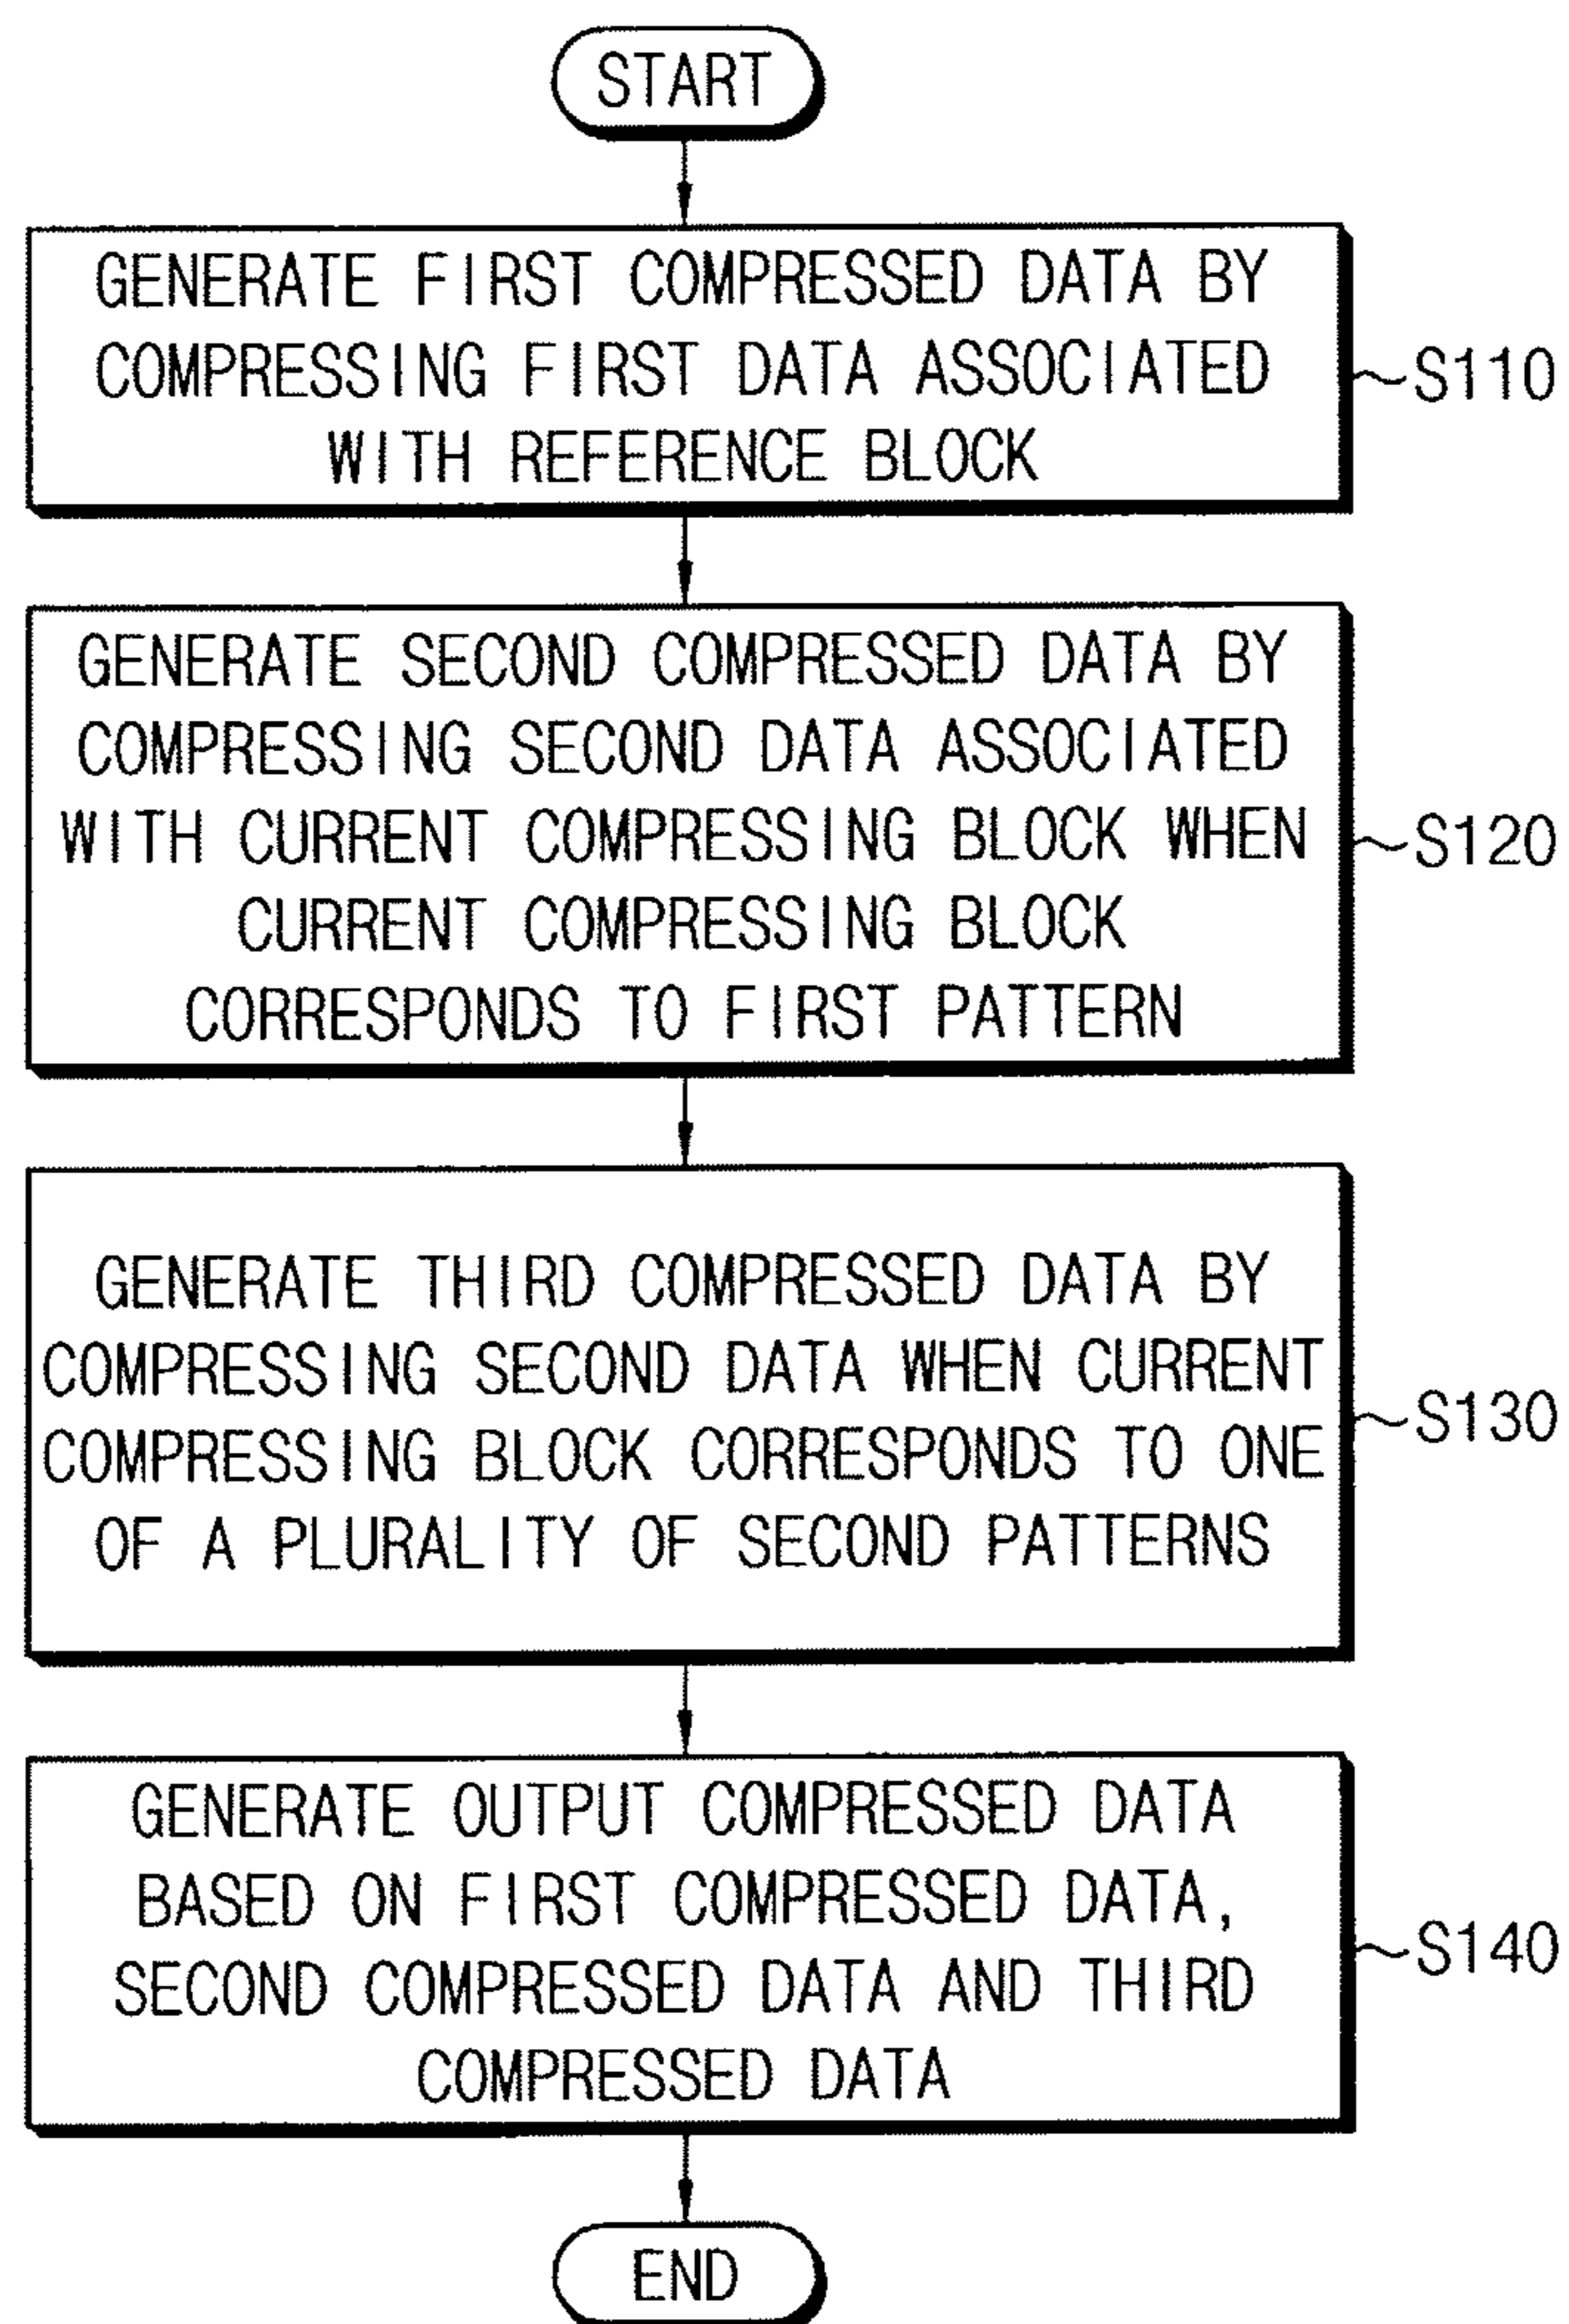 START
GENERATE FIRST COMPRESSED DATA BY
COMPRESSING FIRST DATA ASSOCIATED
WITH REFERENCE BLOCK
S110
GENERATE SECOND COMPRESSED DATA BY
COMPRESSING SECOND DATA ASSOCIATED
WITH CURRENT COMPRESSING BLOCK WHEN
CURRENT COMPRESSING BLOCK
CORRESPONDS TO FIRST PATTERN
S120
GENERATE THIRD COMPRESSED DATA BY
COMPRESSING SECOND DATA WHEN CURRENT
COMPRESSING BLOCK CORRESPONDS TO ONE
OF A PLURALITY OF SECOND PATTERNS
S130
GENERATE OUTPUT COMPRESSED DATA
BASED ON FIRST COMPRESSED DATA,
SECOND COMPRESSED DATA AND THIRD
COMPRESSED DATA
S140
END